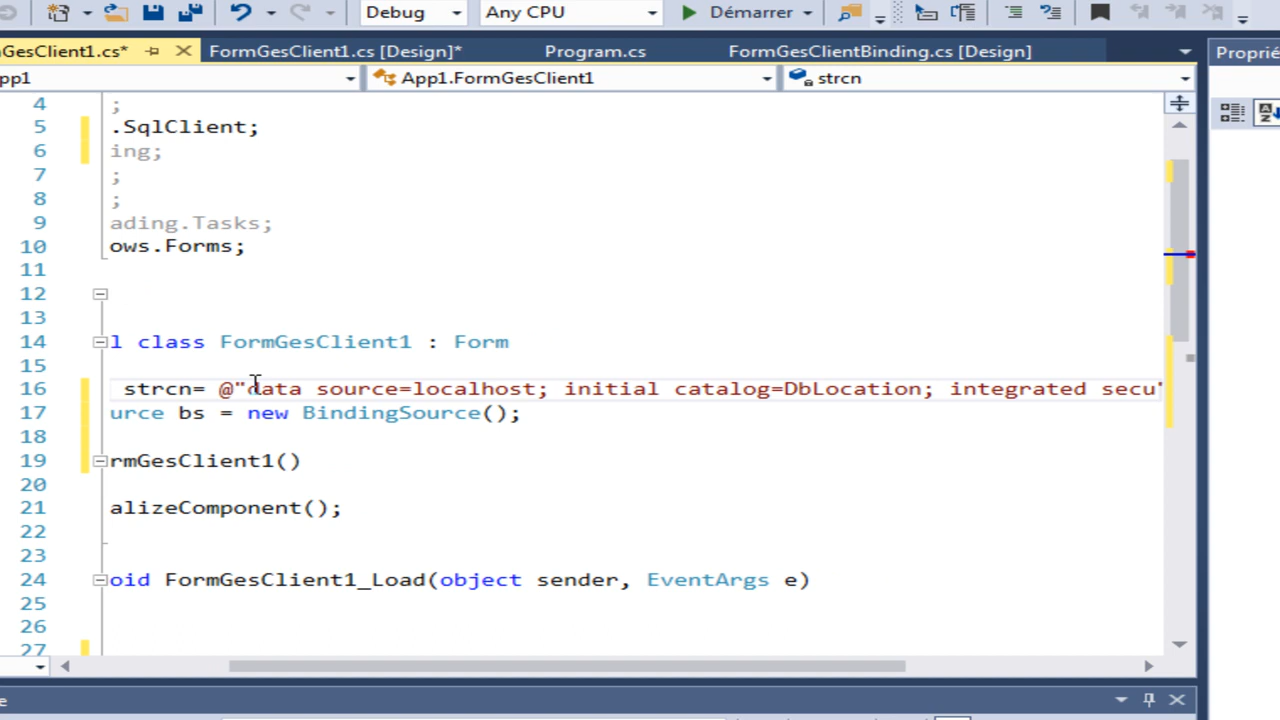 Debug Any CPU Démarrer
GesClient1.cs* FormGesClient1.cs [Design]* Program.cs FormGesClientBinding.cs [Design] Proprié
pp1 App1.FormGesClient1 strcn
4 ;
5 .SqlClient;
6 ing;
7 ;
8 ;
9 ading.Tasks;
10 ows.Forms;
11
12
13
14 l class FormGesClient1 : Form
15
16 strcn= @"data source=localhost; initial catalog=DbLocation; integrated secu"
17 urce bs = new BindingSource();
18
19 rmGesClient1()
20
21 alizeComponent();
22
23
24 oid FormGesClient1_Load(object sender, EventArgs e)
25
26
27
e